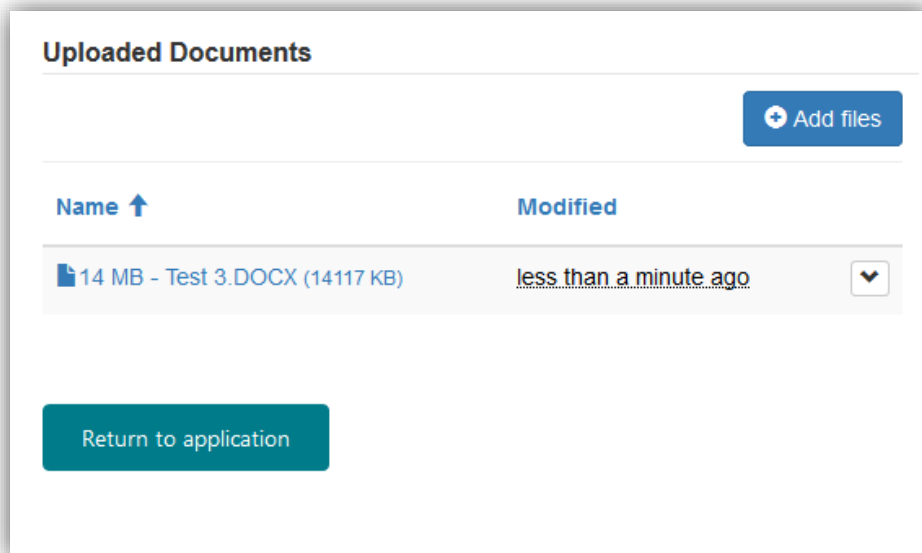 Uploaded Documents
Add files
Name Modified
14 MB - Test 3.DOCX (14117 KB) less than a minute ago
Return to application